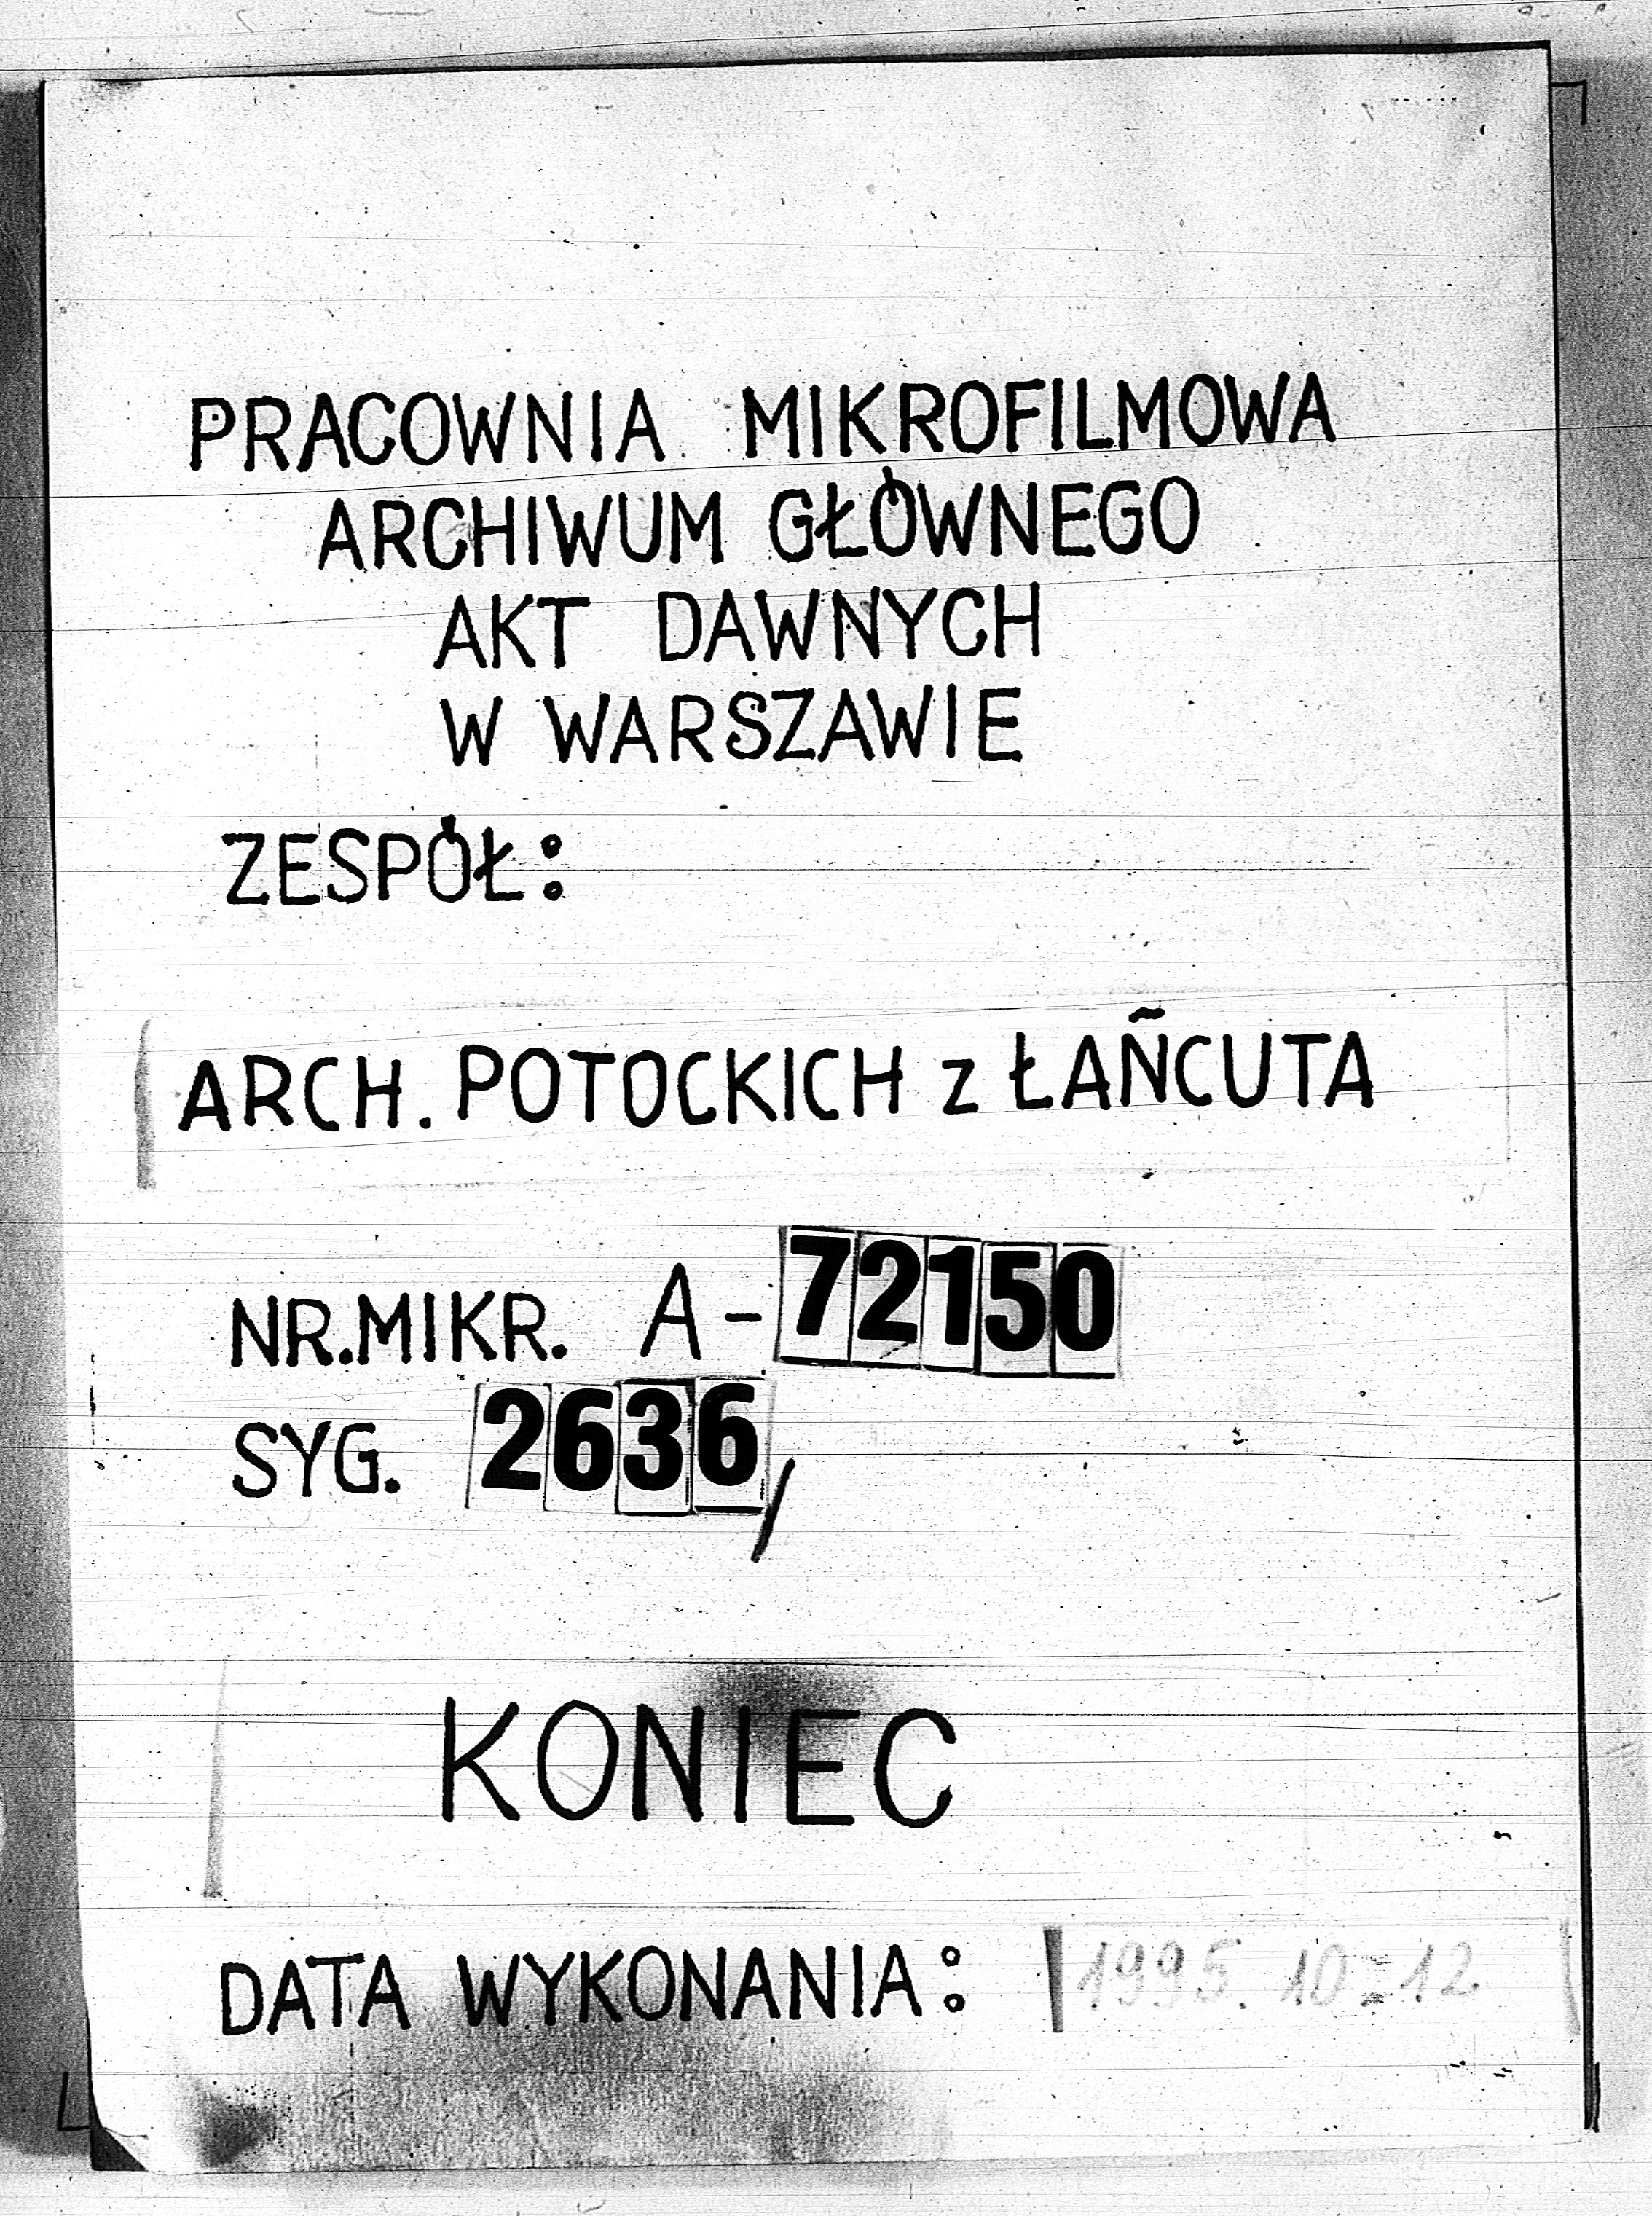 PRACOWNIA MIKROFILMOWA
ARCHIWUM GŁÓWNEGO
AKT DAWNYCH
W WARSZAWIE
ZESPÓŁ:
ARCH. POTOCKICH z ŁAŃCUTA
NR.MIKR. A-72150
SYG. 2636/
KONIEC
DATA WYKONANIA: 1995.10-12